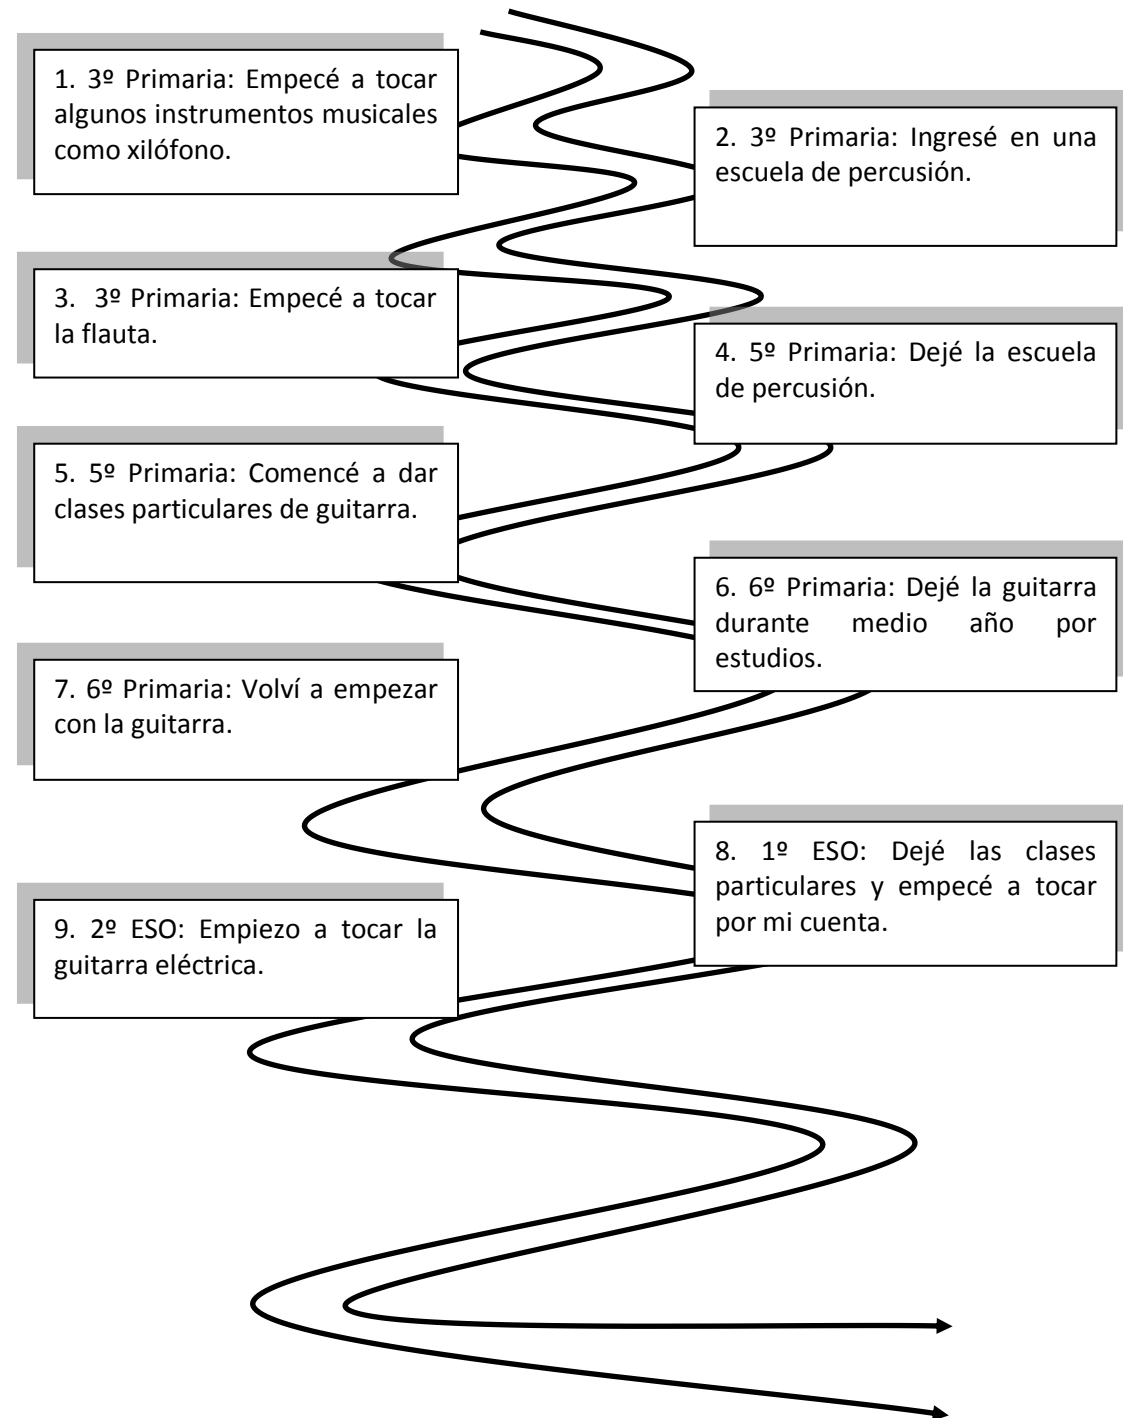 1. 3º Primaria: Empecé a tocar
algunos instrumentos musicales
como xilófono.
2. 3º Primaria: Ingresé en una
escuela de percusión.
3. 3º Primaria: Empecé a tocar
la flauta.
4. 5º Primaria: Dejé la escuela
de percusión.
5. 5º Primaria: Comencé a dar
clases particulares de guitarra.
6. 6º Primaria: Dejé la guitarra
durante medio año por
estudios.
7. 6º Primaria: Volví a empezar
con la guitarra.
8. 1º ESO: Dejé las clases
particulares y empecé a tocar
por mi cuenta.
9. 2º ESO: Empiezo a tocar la
guitarra eléctrica.